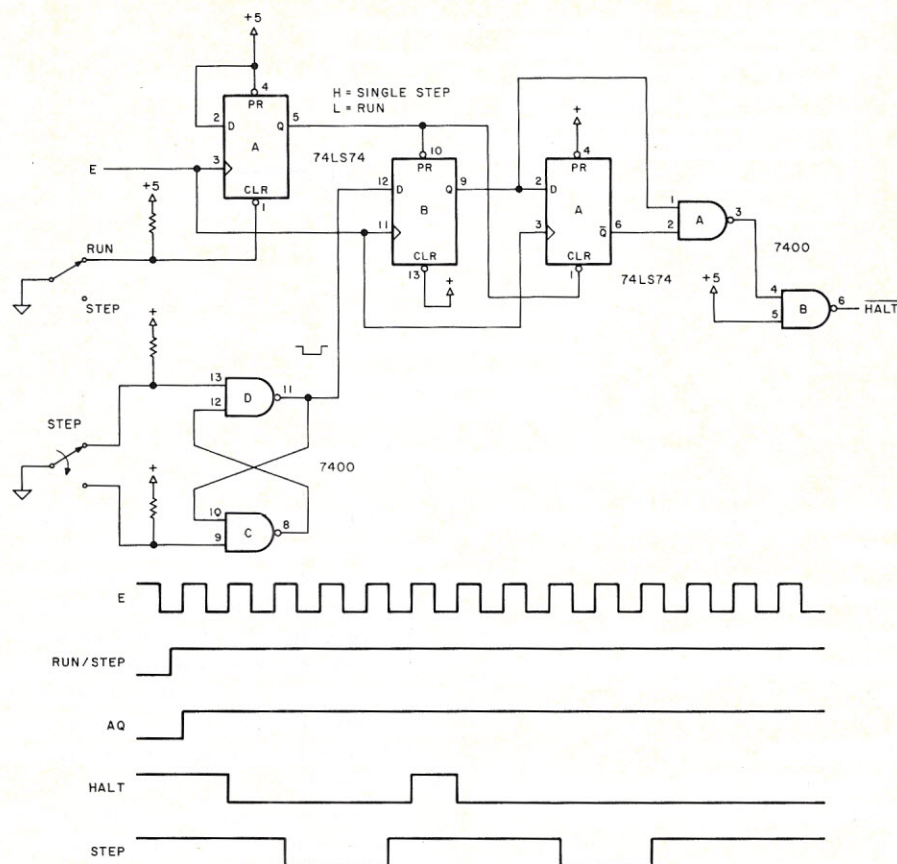 +5
4
PR
2
D
Q
5
A
E
3
CLR
1
H = SINGLE STEP
L = RUN
74LS74
10
PR
12
D
Q
9
B
11
CLR
13
+
+
4
PR
2
D
A
3
Q
6
CLR
1
74LS74
1
2
A
3
7400
+5
4
5
B
6
HALT
+5
RUN
STEP
+
13
12
D
11
STEP
+
7400
10
9
C
8
E
RUN/STEP
AQ
HALT
STEP